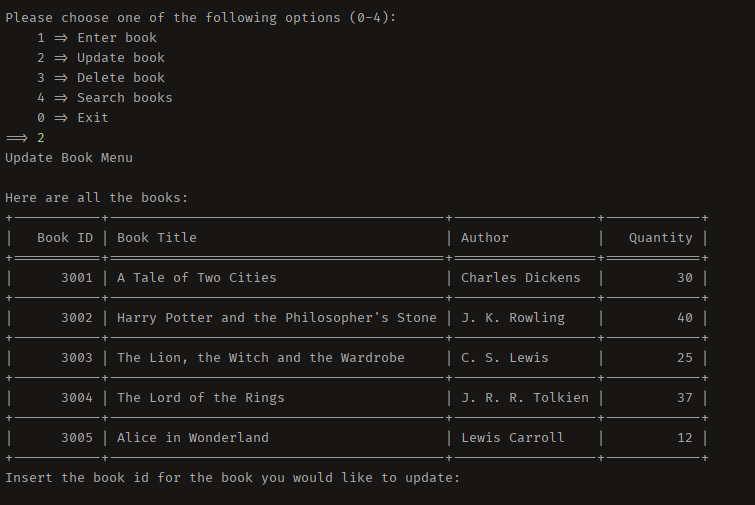 Please choose one of the following options (0-4):
1 => Enter book
2 => Update book
3 => Delete book
4 => Search books
0 => Exit
==> 2
Update Book Menu
Here are all the books:
Book ID | Book Title | Author | Quantity
3001 | A Tale of Two Cities | Charles Dickens | 30
3002 | Harry Potter and the Philosopher's Stone | J. K. Rowling | 40
3003 | The Lion, the Witch and the Wardrobe | C. S. Lewis | 25
3004 | The Lord of the Rings | J. R. R. Tolkien | 37
3005 | Alice in Wonderland | Lewis Carroll | 12
Insert the book id for the book you would like to update: